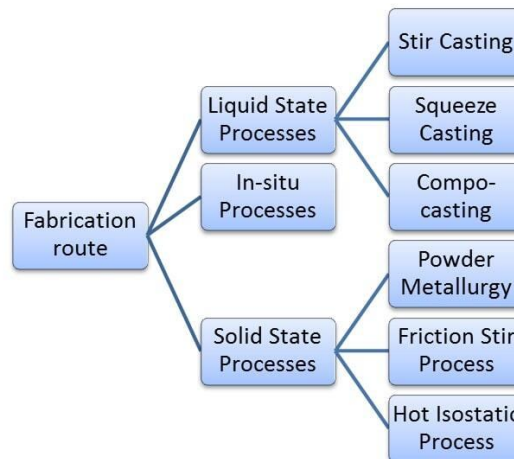 Stir Casting
Liquid State
Processes
Squeeze
Casting
In-situ
Processes
Compo-
casting
Fabrication
route
Powder
Metallurgy
Solid State
Processes
Friction Stir
Process
Hot Isostatic
Process